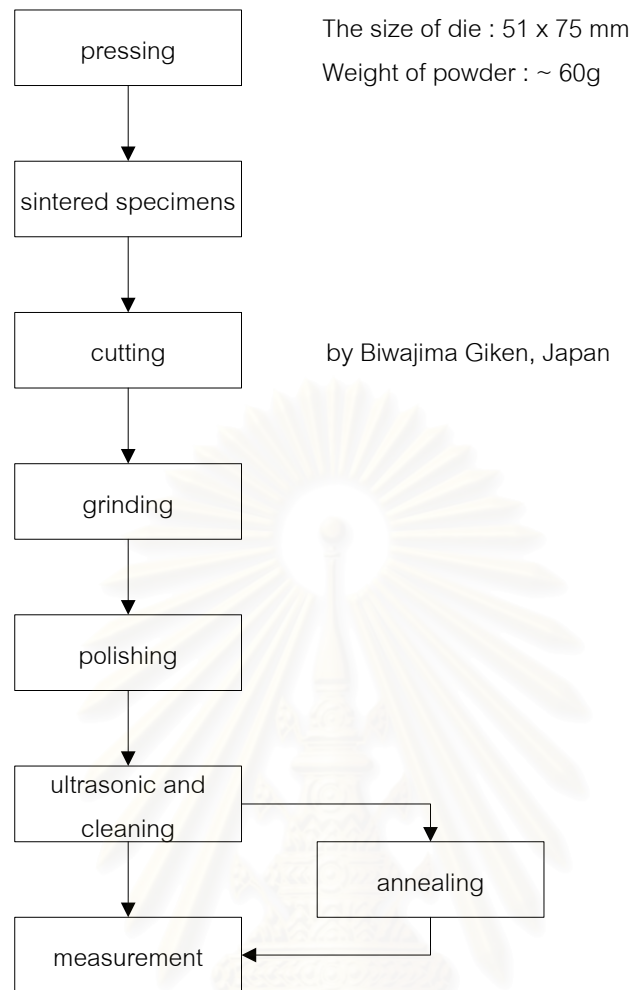 pressing
The size of die : 51 x 75 mm
Weight of powder : ~ 60g
sintered specimens
cutting
by Biwajima Giken, Japan
grinding
polishing
ultrasonic and
cleaning
annealing
measurement